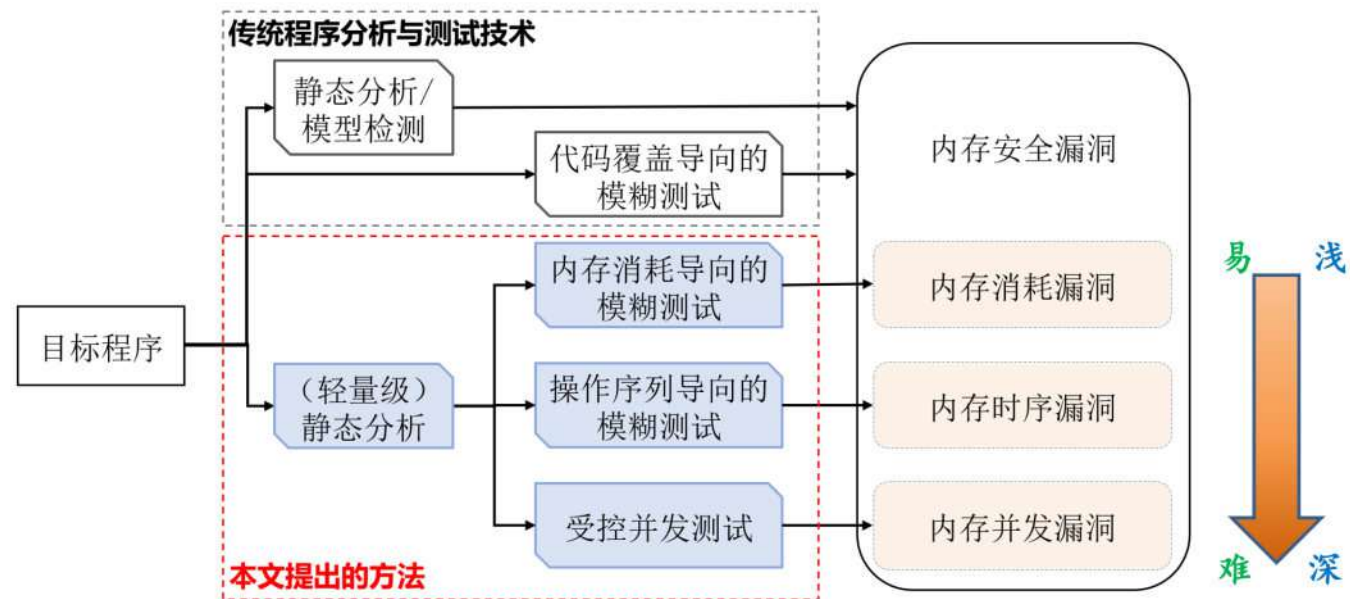 传统程序分析与测试技术
静态分析/
模型检测
代码覆盖导向的
模糊测试
内存安全漏洞
目标程序
（轻量级）
静态分析
内存消耗导向的
模糊测试
内存消耗漏洞
操作序列导向的
模糊测试
内存时序漏洞
受控并发测试
内存并发漏洞
本文提出的方法
易 浅
难 深